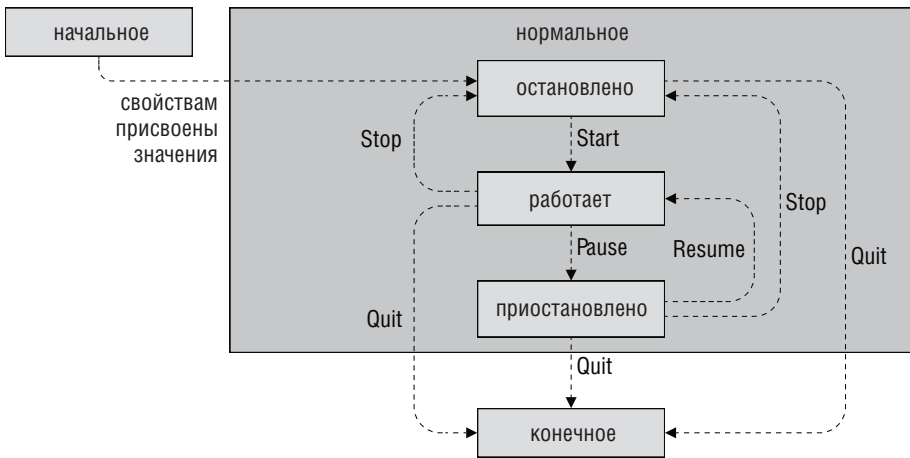 начальное
нормальное
свойствам
присвоены
значения
остановлено
Stop
Start
работает
Stop
Pause
Resume
Quit
приостановлено
Quit
Quit
конечное